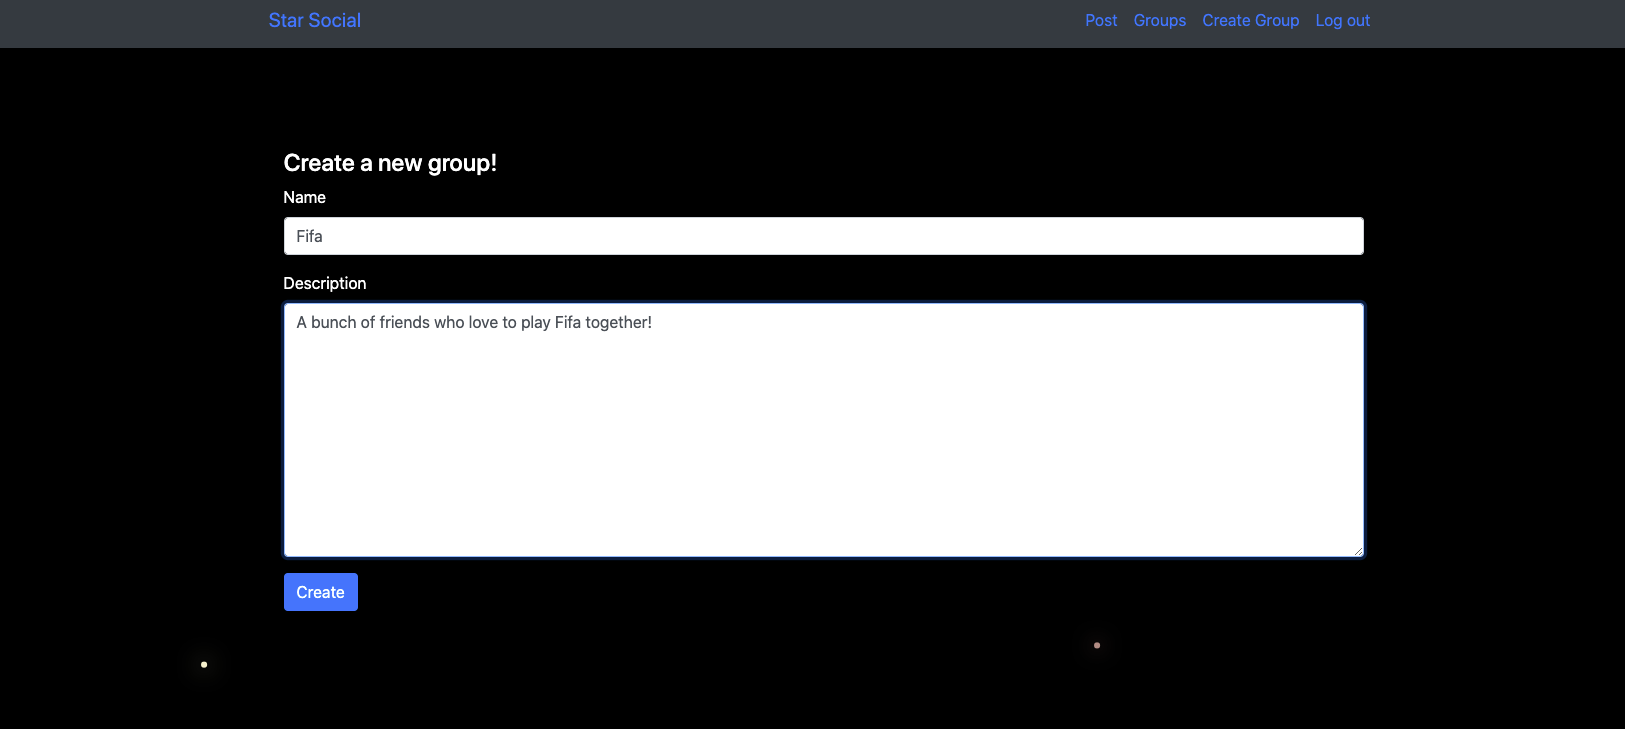 Star Social
Post Groups Create Group Log out
Create a new group!
Name
Fifa
Description
A bunch of friends who love to play Fifa together!
Create